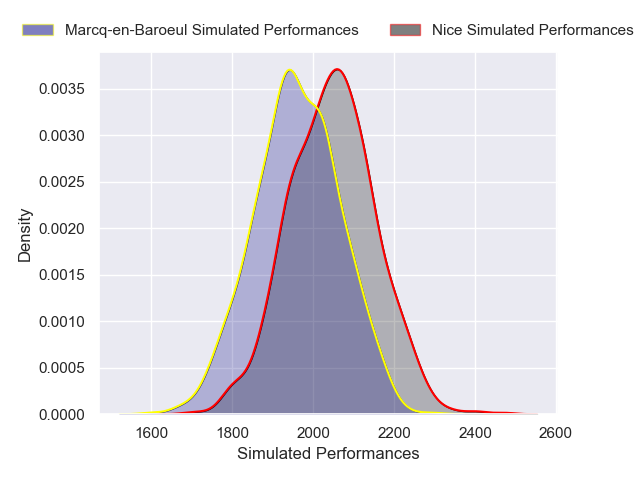 Marcq-en-Baroeul Simulated Performances
Nice Simulated Performances
Density
0.0035
0.0030
0.0025
0.0020
0.0015
0.0010
0.0005
0.0000
1600 1800 2000 2200 2400 2600
Simulated Performances